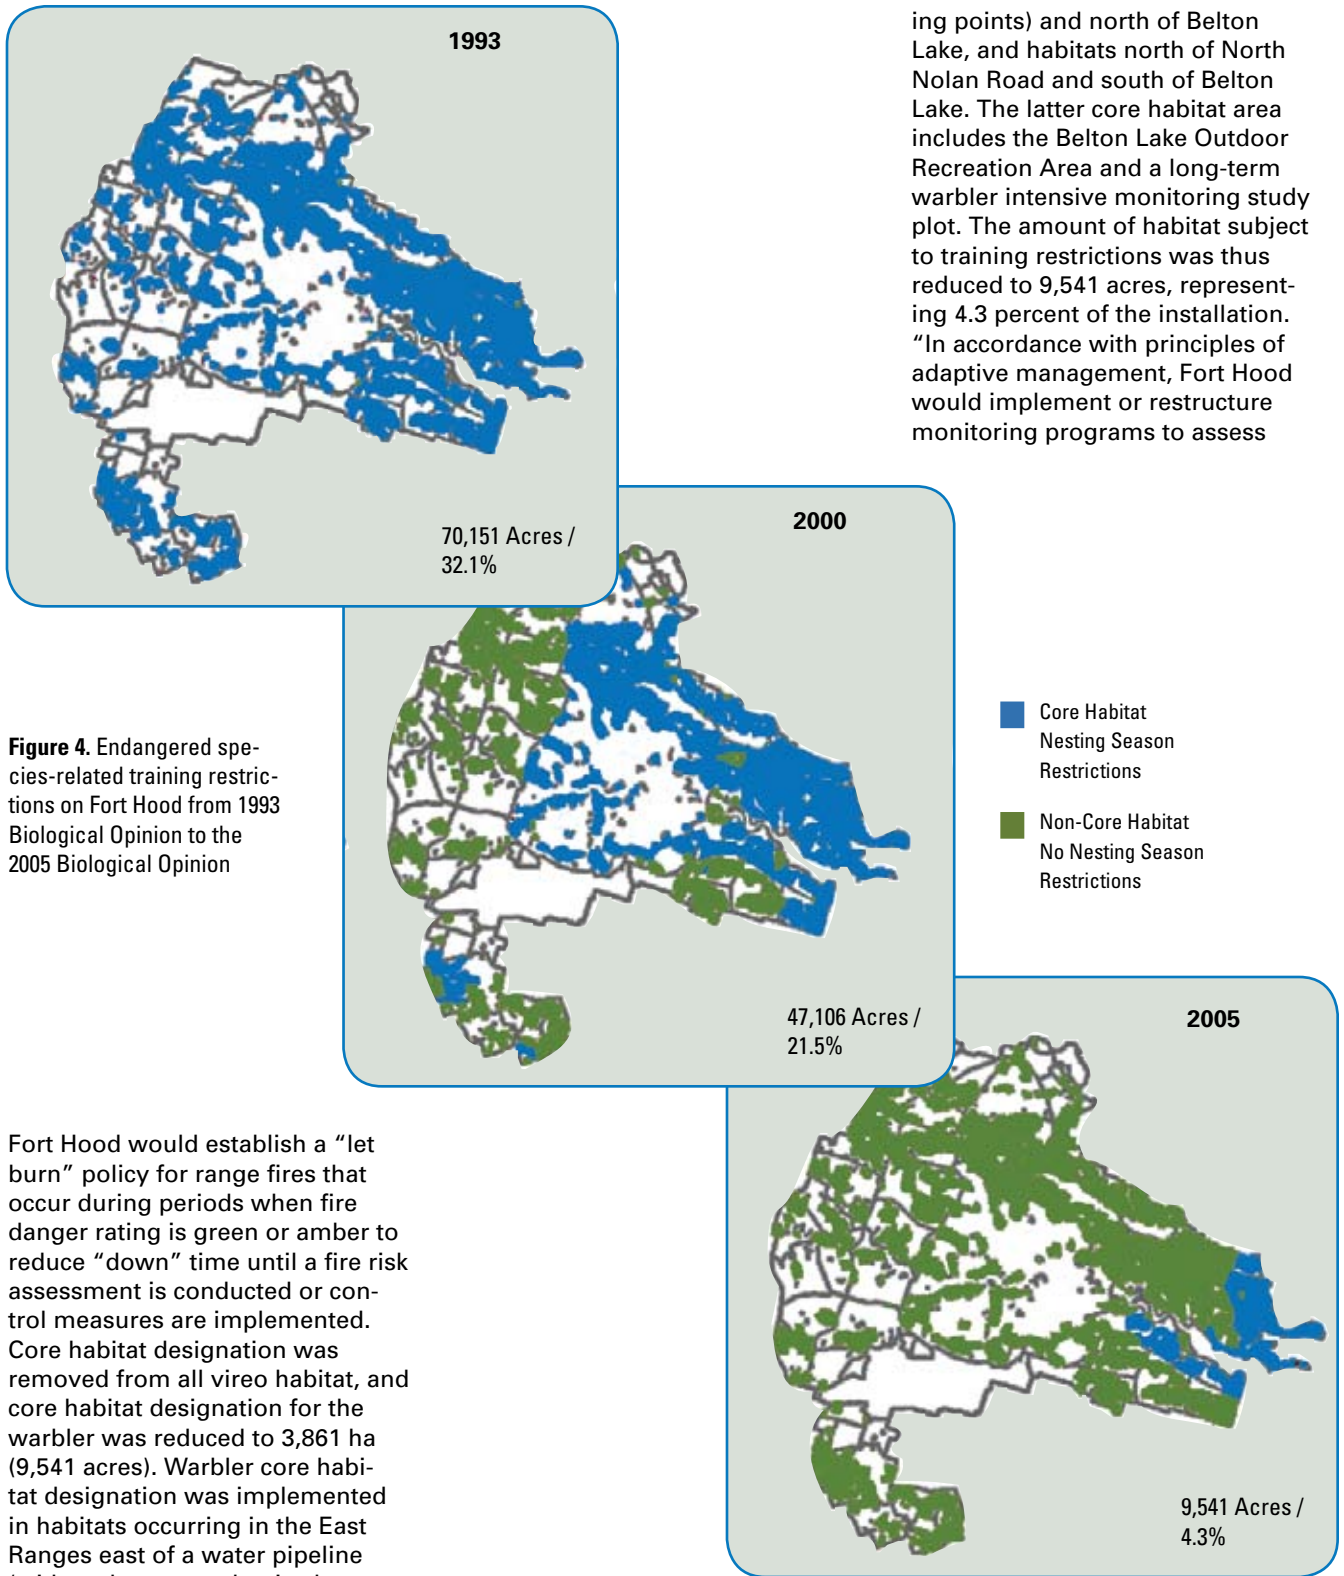 1993
70,151 Acres /
32.1%
2000
47,106 Acres /
21.5%
2005
9,541 Acres /
4.3%
Core Habitat
Nesting Season
Restrictions
Non-Core Habitat
No Nesting Season
Restrictions
Figure 4. Endangered spe-
cies-related training restric-
tions on Fort Hood from 1993
Biological Opinion to the
2005 Biological Opinion
Fort Hood would establish a “let
burn” policy for range fires that
occur during periods when fire
danger rating is green or amber to
reduce “down” time until a fire risk
assessment is conducted or con-
trol measures are implemented.
Core habitat designation was
removed from all vireo habitat, and
core habitat designation for the
warbler was reduced to 3,861 ha
(9,541 acres). Warbler core habi-
tat designation was implemented
in habitats occurring in the East
Ranges east of a water pipeline
ing points) and north of Belton
Lake, and habitats north of North
Nolan Road and south of Belton
Lake. The latter core habitat area
includes the Belton Lake Outdoor
Recreation Area and a long-term
warbler intensive monitoring study
plot. The amount of habitat subject
to training restrictions was thus
reduced to 9,541 acres, represent-
ing 4.3 percent of the installation.
“In accordance with principles of
adaptive management, Fort Hood
would implement or restructure
monitoring programs to assess